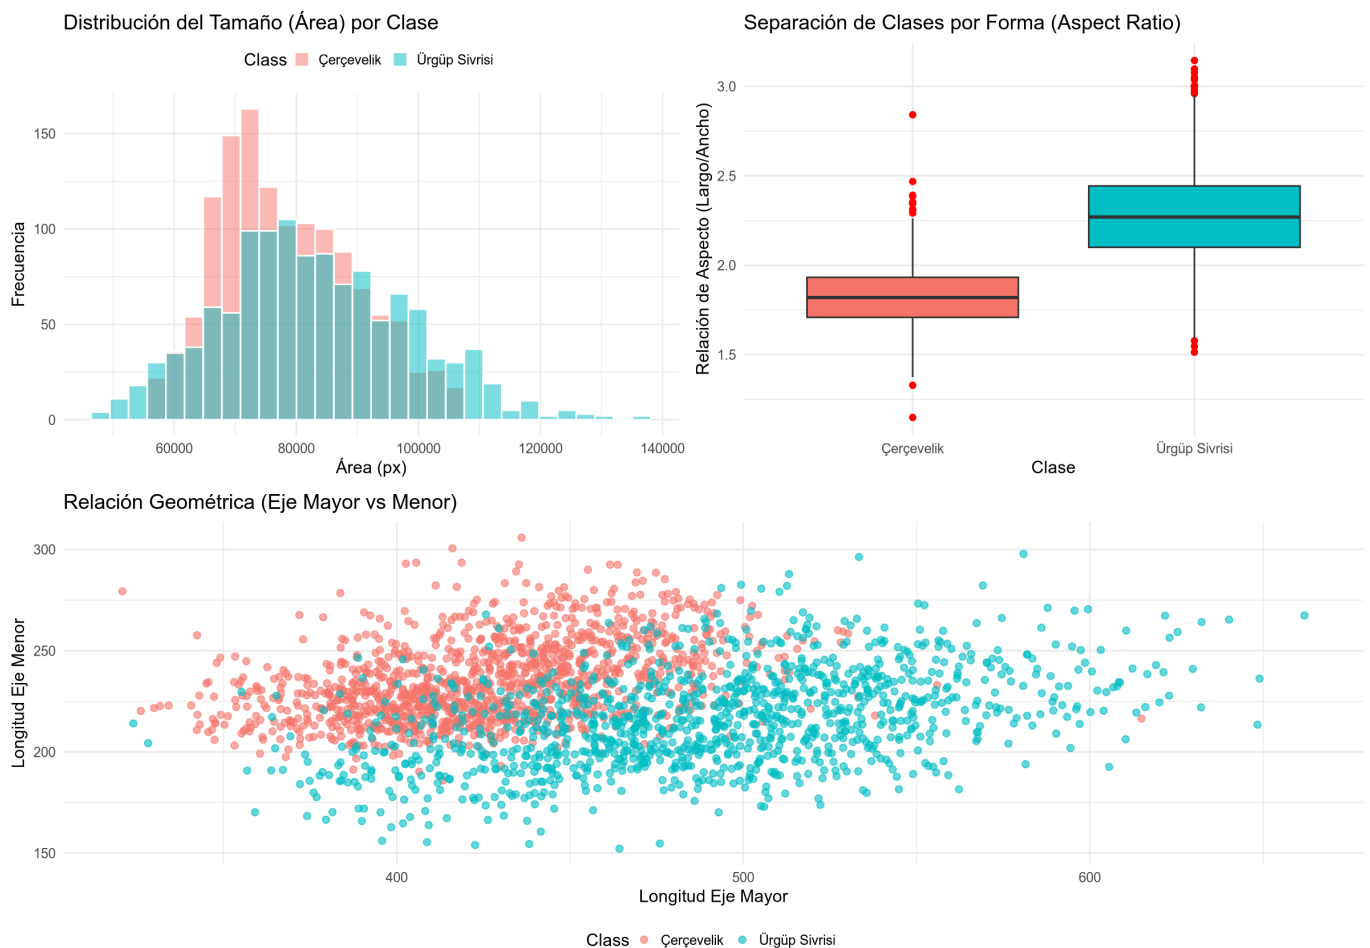 Distribución del Tamaño (Área) por Clase
Class Çerçevelik Ürgüp Sivrisi
Frecuencia
150
100
50
0
60000 80000 100000 120000 140000
Área (px)
Separación de Clases por Forma (Aspect Ratio)
Relación de Aspecto (Largo/Ancho)
3.0
2.5
2.0
1.5
Çerçevelik Ürgüp Sivrisi
Clase
Relación Geométrica (Eje Mayor vs Menor)
Longitud Eje Menor
300
250
200
150
400 500 600
Longitud Eje Mayor
Class Çerçevelik Ürgüp Sivrisi